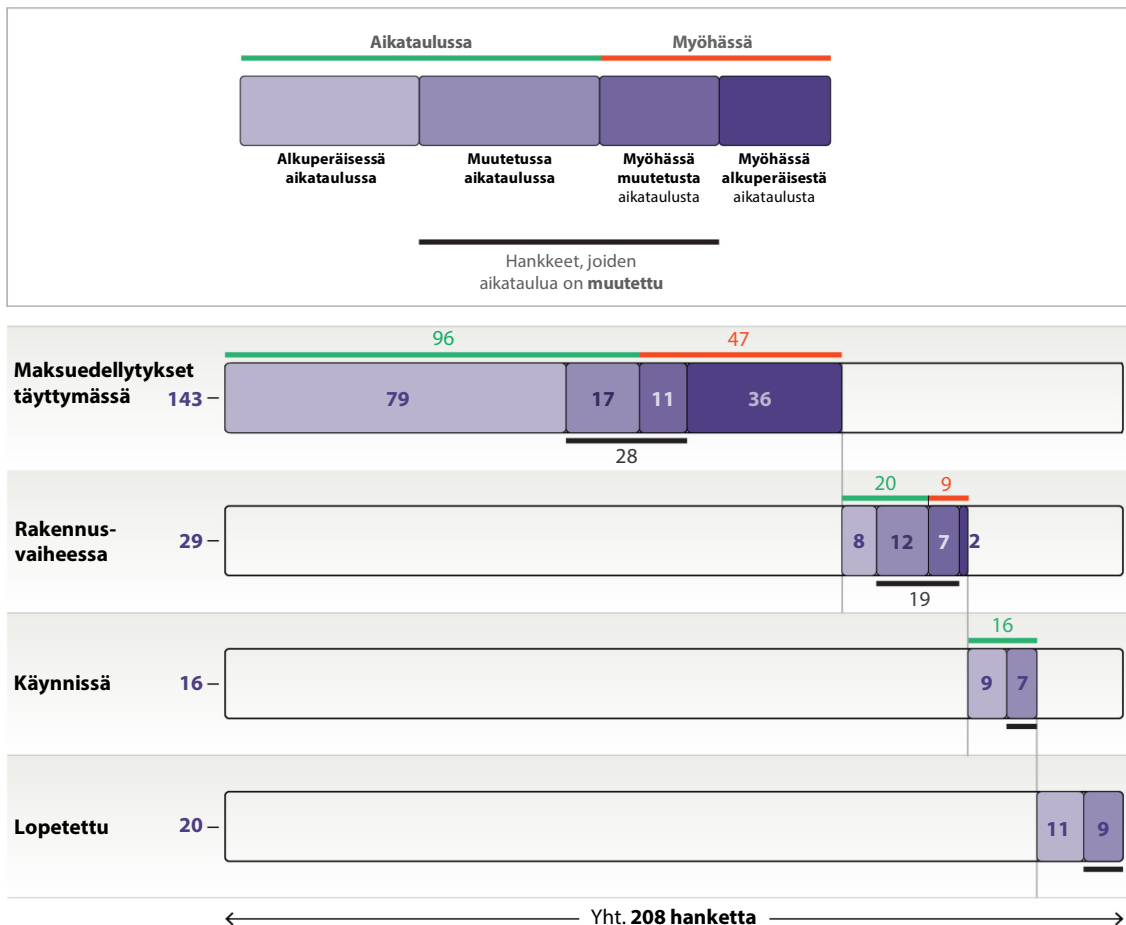 Aikataulussa
Myöhässä
Alkuperäisessä
aikataulussa
Muutetussa
aikataulussa
Myöhässä
muutetusta
aikataulusta
Myöhässä
alkuperäisestä
aikataulusta
Hankkeet, joiden
aikataulua on muutettu
96
47
Maksuedellytykset
täyttymässä
143
79
17
11
36
28
20
9
Rakennus-
vaiheessa
29
8
12
7
2
19
16
Käynnissä
16
9
7
Lopetettu
20
11
9
Yht. 208 hanketta